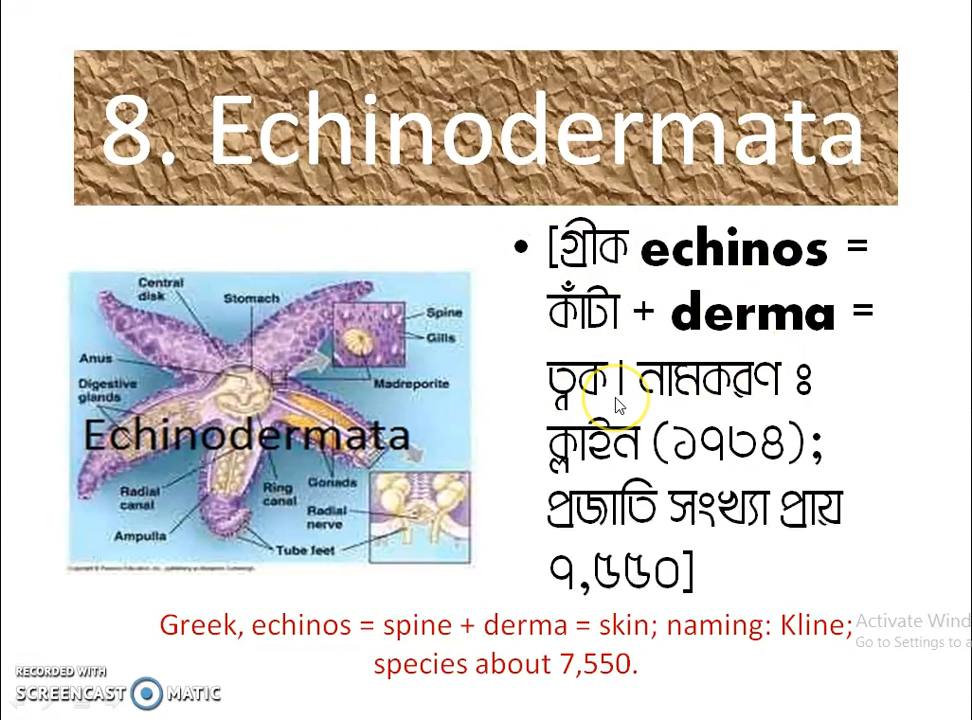 8. Echinodermata
• [গ্রীক echinos =
কাঁটা + derma =
ত্বক। নামকরণ ঃ
ক্লাইন (১৭৩৪);
প্রজাতি সংখ্যা প্রায়
৭,৫৫০]
Central
disk
Stomach
Spine
Gills
Anus
Madreporite
Digestive
glands
Echinodermata
Radial
canal
Ring
canal
Gonads
Radial
nerve
Ampulla
Tube feet
Greek, echinos = spine + derma = skin; naming: Kline;
species about 7,550.
Activate Wind
Go to Settings to a
RECORDED WITH
SCREENCAST MATIC